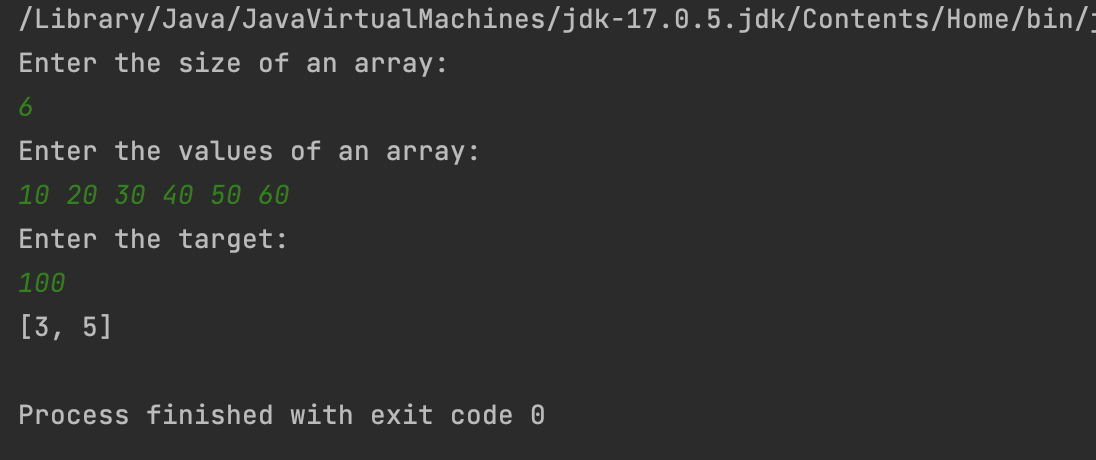 /Library/Java/JavaVirtualMachines/jdk-17.0.5.jdk/Contents/Home/bin/j
Enter the size of an array:
6
Enter the values of an array:
10 20 30 40 50 60
Enter the target:
100
[3, 5]
Process finished with exit code 0